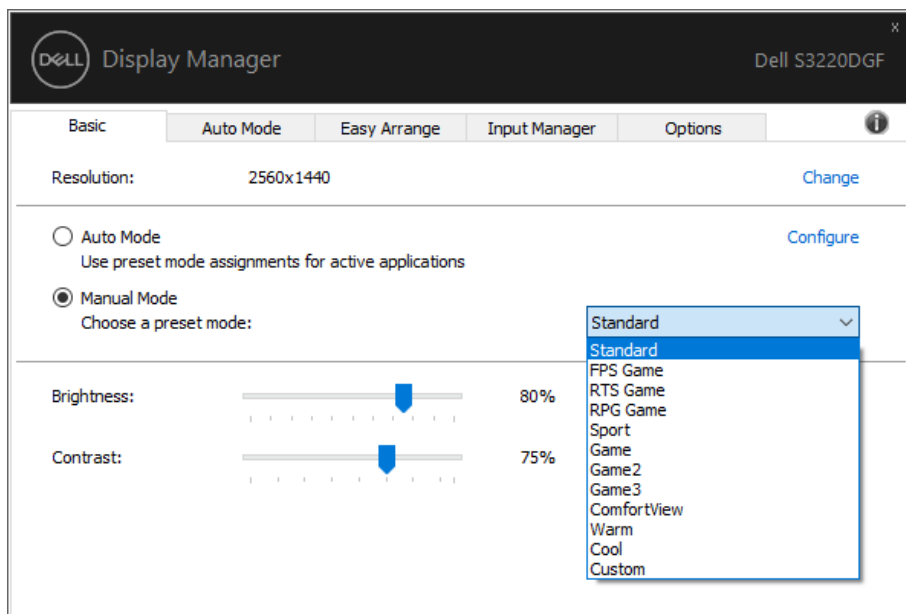 x
DELL Display Manager Dell S3220DGF
Basic Auto Mode Easy Arrange Input Manager Options i
Resolution: 2560x1440 Change
Auto Mode Configure
Use preset mode assignments for active applications
Manual Mode
Choose a preset mode: Standard
Standard
FPS Game
RTS Game
RPG Game
Brightness: 80%
Sport
Game
Contrast: 75%
Game2
Game3
ComfortView
Warm
Cool
Custom